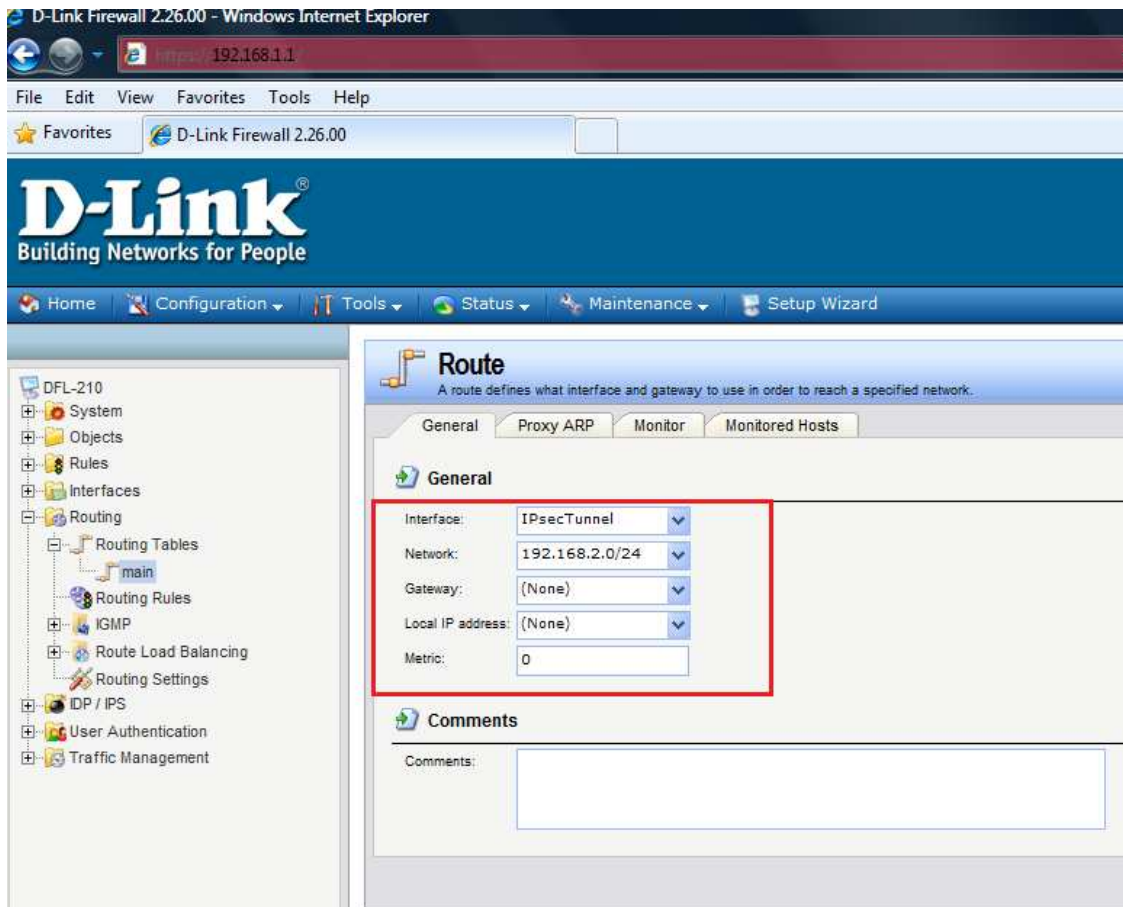 D-Link Firewall 2.26.00 - Windows Internet Explorer
https://192.168.1.1/
File Edit View Favorites Tools Help
Favorites D-Link Firewall 2.26.00
D-Link®
Building Networks for People
Home Configuration Tools Status Maintenance Setup Wizard
DFL-210
System
Objects
Rules
Interfaces
Routing
Routing Tables
main
Routing Rules
IGMP
Route Load Balancing
Routing Settings
IDP / IPS
User Authentication
Traffic Management
Route
A route defines what interface and gateway to use in order to reach a specified network.
General Proxy ARP Monitor Monitored Hosts
General
Interface: IPsecTunnel
Network: 192.168.2.0/24
Gateway: (None)
Local IP address: (None)
Metric: 0
Comments
Comments: